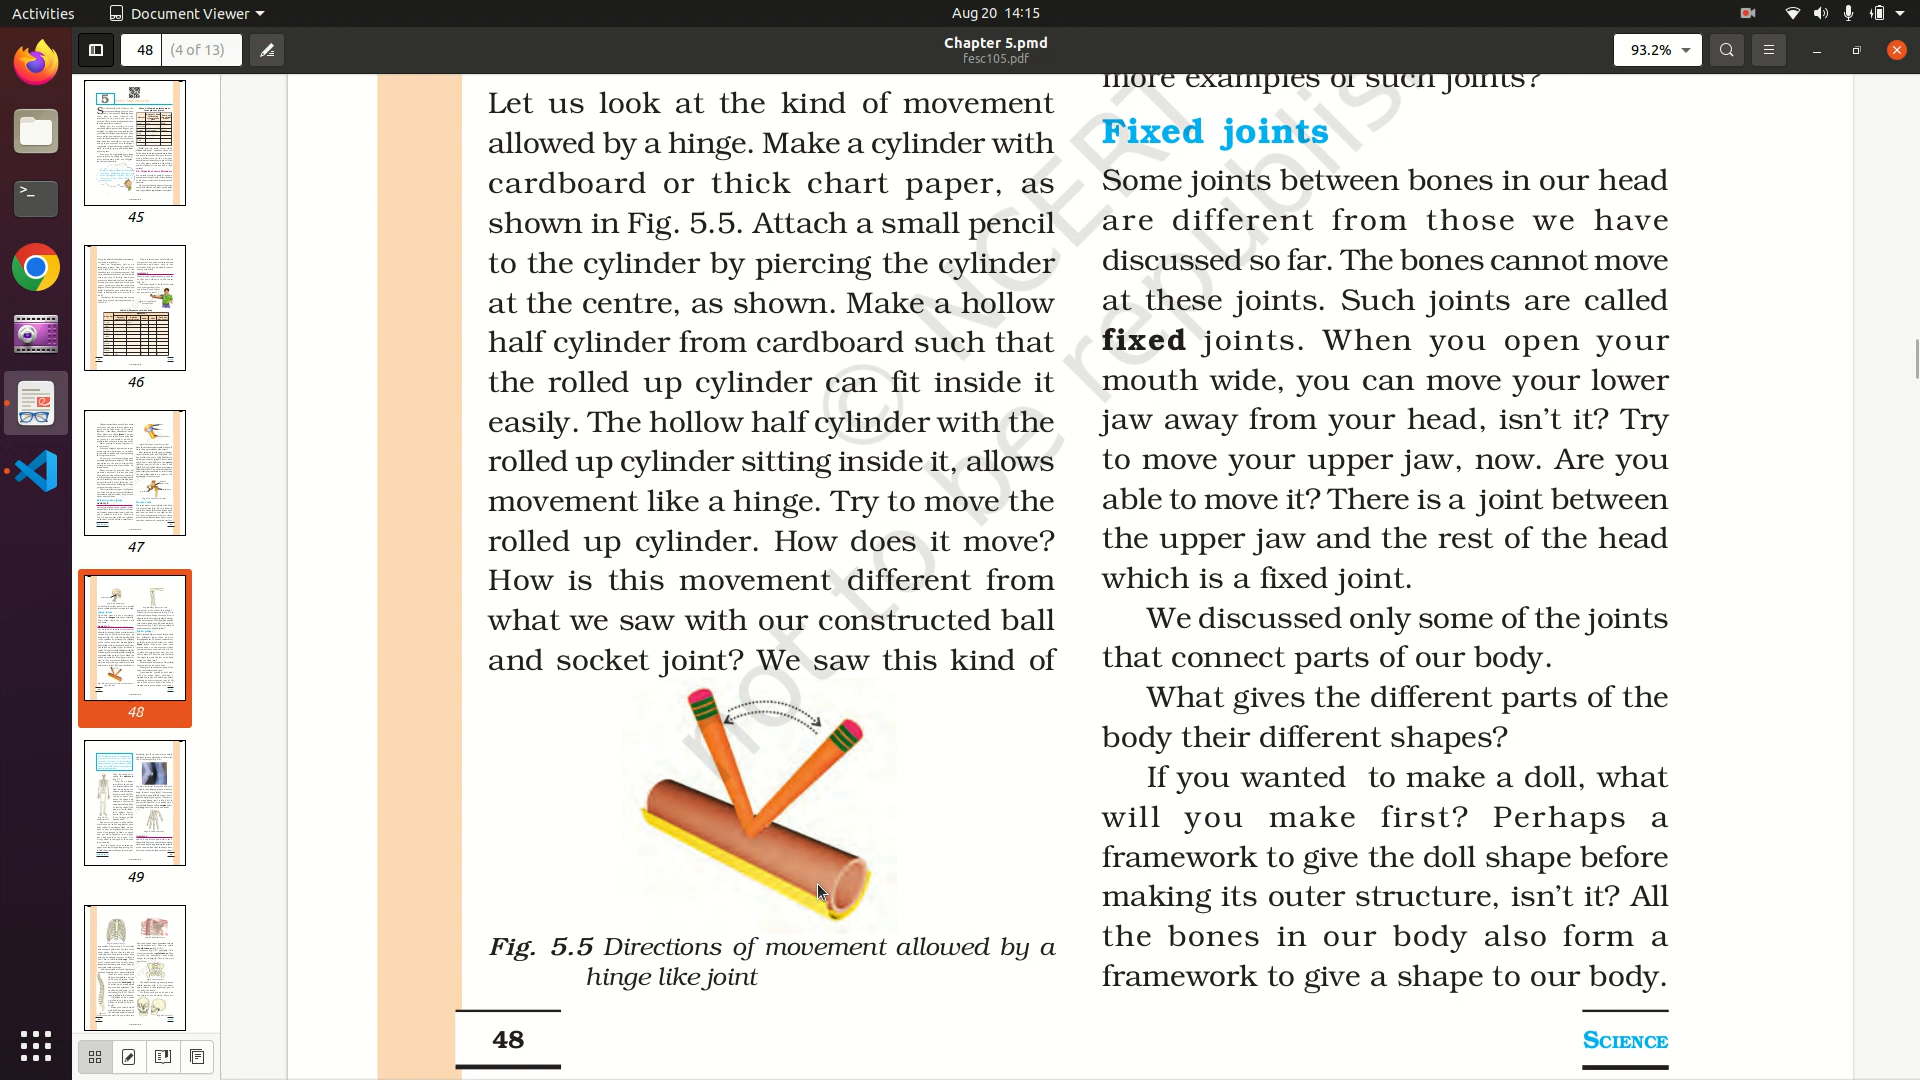 Activities
Document Viewer
Aug 20 14:15
48
(4 of 13)
Chapter 5.pmd
fesc105.pdf
93.2%
45
46
47
48
49
Let us look at the kind of movement
allowed by a hinge. Make a cylinder with
cardboard or thick chart paper, as
shown in Fig. 5.5. Attach a small pencil
to the cylinder by piercing the cylinder
at the centre, as shown. Make a hollow
half cylinder from cardboard such that
the rolled up cylinder can fit inside it
easily. The hollow half cylinder with the
rolled up cylinder sitting inside it, allows
movement like a hinge. Try to move the
rolled up cylinder. How does it move?
How is this movement different from
what we saw with our constructed ball
and socket joint? We saw this kind of
Fig. 5.5 Directions of movement allowed by a
hinge like joint
48
more examples of such joints?
Fixed joints
Some joints between bones in our head
are different from those we have
discussed so far. The bones cannot move
at these joints. Such joints are called
fixed joints. When you open your
mouth wide, you can move your lower
jaw away from your head, isn't it? Try
to move your upper jaw, now. Are you
able to move it? There is a joint between
the upper jaw and the rest of the head
which is a fixed joint.
We discussed only some of the joints
that connect parts of our body.
What gives the different parts of the
body their different shapes?
If you wanted to make a doll, what
will you make first? Perhaps a
framework to give the doll shape before
making its outer structure, isn't it? All
the bones in our body also form a
framework to give a shape to our body.
SCIENCE
© NCERT
not to be republis